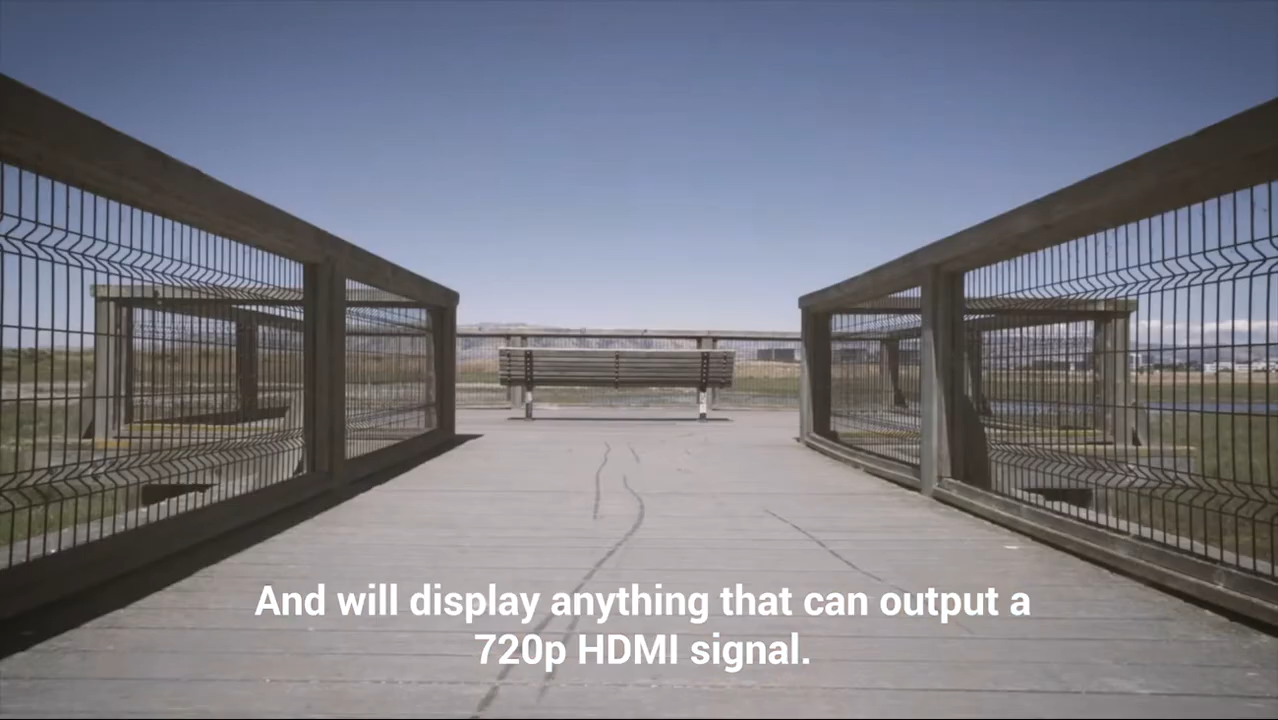 And will display anything that can output a
720p HDMI signal.